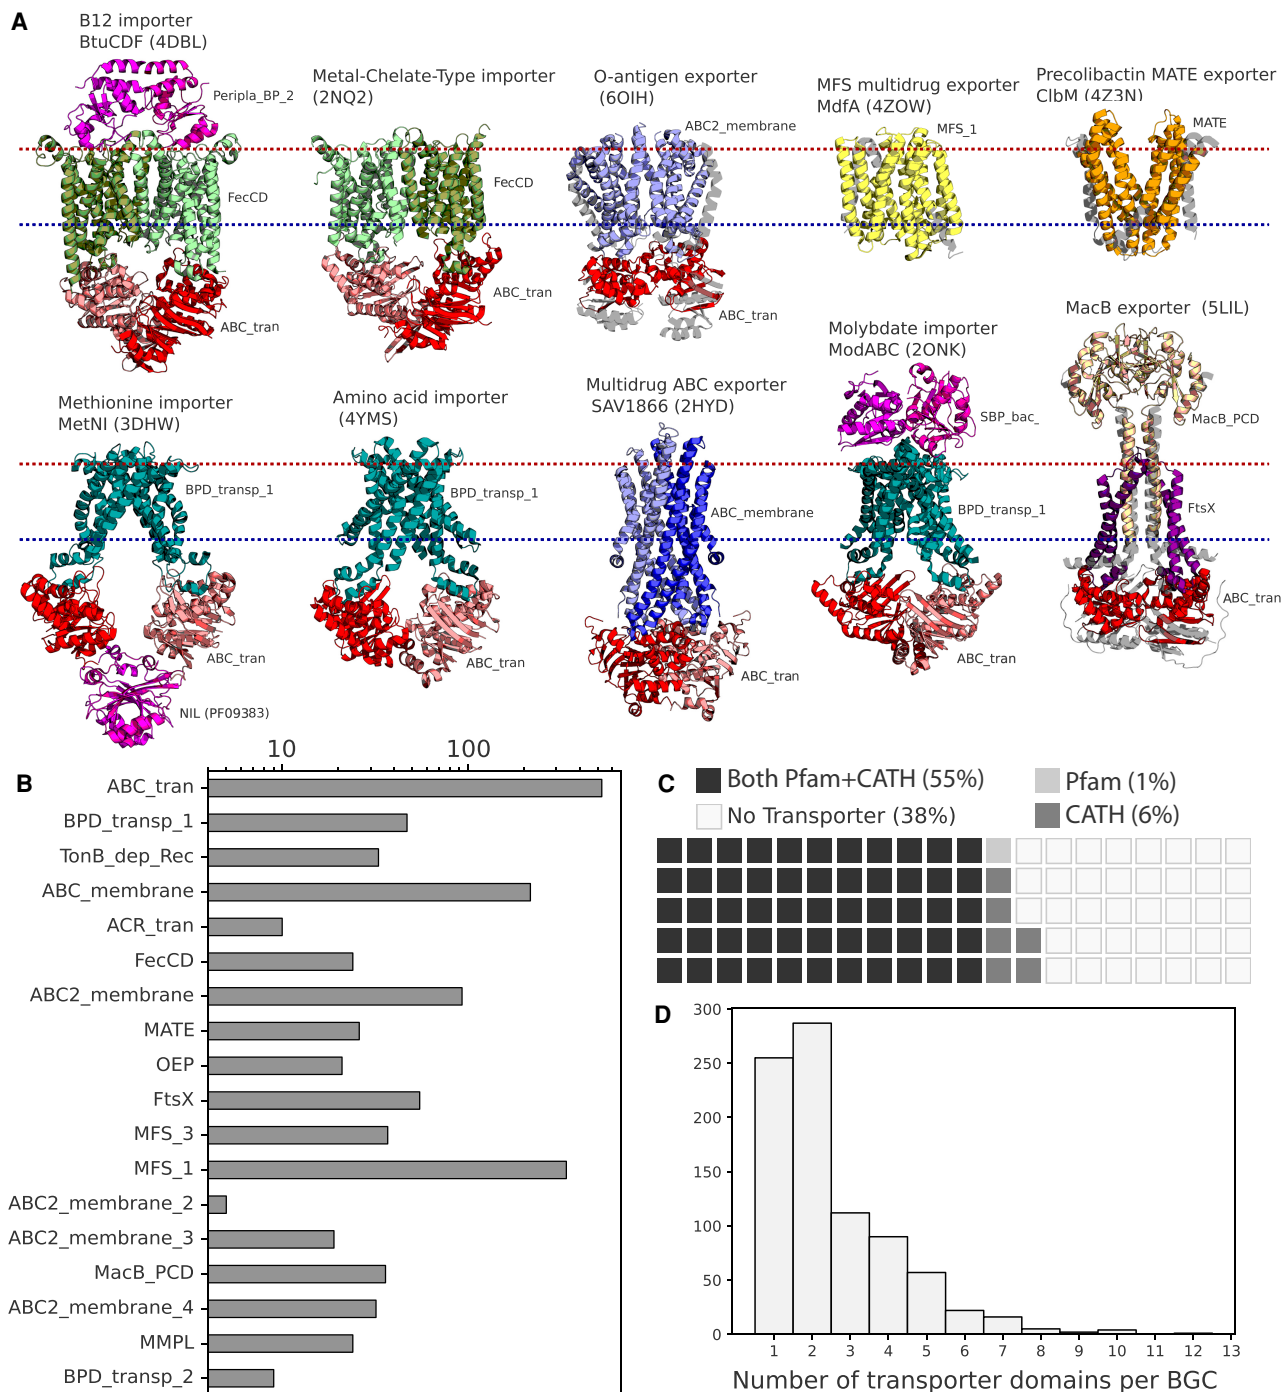 A
B12 importer
BtuCDF (4DBL)
Peripla_BP_2
FecCD
ABC_tran
Metal-Chelate-Type importer
(2NQ2)
ABC_tran
O-antigen exporter
(6OIH)
ABC2_membrane
ABC_tran
MFS multidrug exporter
MdfA (4ZOW)
MFS_1
Precolibactin MATE exporter
ClbM (4Z3N)
MATE
Methionine importer
MetNI (3DHW)
BPD_transp_1
ABC_tran
NIL (PF09383)
Amino acid importer
(4YMS)
BPD_transp_1
ABC_tran
Multidrug ABC exporter
SAV1866 (2HYD)
ABC_membrane
ABC_tran
Molybdate importer
ModABC (2ONK)
SBP_bac_
BPD_transp_1
ABC_tran
MacB exporter (5LIL)
MacB_PCD
FtsX
ABC_tran
B
10 100
ABC_tran
BPD_transp_1
TonB_dep_Rec
ABC_membrane
ACR_tran
FecCD
ABC2_membrane
MATE
OEP
FtsX
MFS_3
MFS_1
ABC2_membrane_2
ABC2_membrane_3
MacB_PCD
ABC2_membrane_4
MMPL
BPD_transp_2
C
Both Pfam+CATH (55%)
Pfam (1%)
No Transporter (38%)
CATH (6%)
D
300
250
200
150
100
50
0
1 2 3 4 5 6 7 8 9 10 11 12 13
Number of transporter domains per BGC